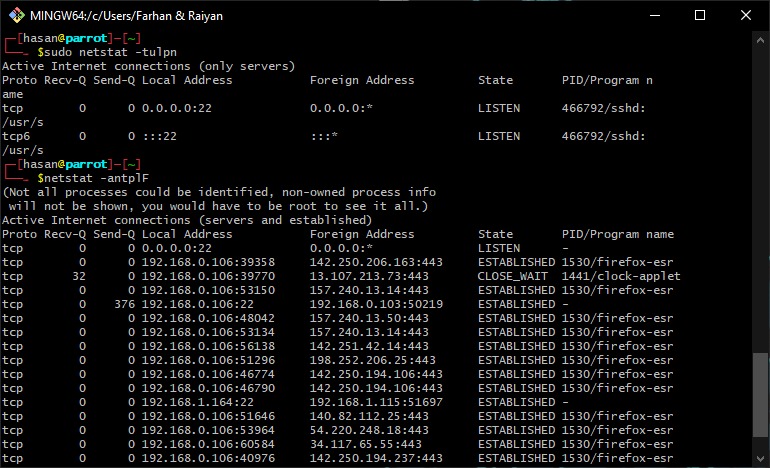 MINGW64:/c/Users/Farhan & Raiyan
┌─[hasan@parrot]─[~]
└──╼ $sudo netstat -tulpn
Active Internet connections (only servers)
Proto Recv-Q Send-Q Local Address           Foreign Address         State       PID/Program n
ame
tcp        0      0 0.0.0.0:22              0.0.0.0:*               LISTEN      466792/sshd:
/usr/s
tcp6       0      0 :::22                   :::*                    LISTEN      466792/sshd:
/usr/s
┌─[hasan@parrot]─[~]
└──╼ $netstat -antplF
(Not all processes could be identified, non-owned process info
 will not be shown, you would have to be root to see it all.)
Active Internet connections (servers and established)
Proto Recv-Q Send-Q Local Address           Foreign Address         State       PID/Program name
tcp        0      0 0.0.0.0:22              0.0.0.0:*               LISTEN      -
tcp        0      0 192.168.0.106:39358     142.250.206.163:443     ESTABLISHED 1530/firefox-esr
tcp       32      0 192.168.0.106:39770     13.107.213.73:443       CLOSE_WAIT  1441/clock-applet
tcp        0      0 192.168.0.106:53150     157.240.13.14:443       ESTABLISHED 1530/firefox-esr
tcp        0    376 192.168.0.106:22        192.168.0.103:50219     ESTABLISHED -
tcp        0      0 192.168.0.106:48042     157.240.13.50:443       ESTABLISHED 1530/firefox-esr
tcp        0      0 192.168.0.106:53134     157.240.13.14:443       ESTABLISHED 1530/firefox-esr
tcp        0      0 192.168.0.106:56138     142.251.42.14:443       ESTABLISHED 1530/firefox-esr
tcp        0      0 192.168.0.106:51296     198.252.206.25:443      ESTABLISHED 1530/firefox-esr
tcp        0      0 192.168.0.106:46774     142.250.194.106:443     ESTABLISHED 1530/firefox-esr
tcp        0      0 192.168.0.106:46790     142.250.194.106:443     ESTABLISHED 1530/firefox-esr
tcp        0      0 192.168.1.164:22        192.168.1.115:51697     ESTABLISHED -
tcp        0      0 192.168.0.106:51646     140.82.112.25:443       ESTABLISHED 1530/firefox-esr
tcp        0      0 192.168.0.106:53964     54.220.248.18:443       ESTABLISHED 1530/firefox-esr
tcp        0      0 192.168.0.106:60584     34.117.65.55:443        ESTABLISHED 1530/firefox-esr
tcp        0      0 192.168.0.106:40976     142.250.194.237:443     ESTABLISHED 1530/firefox-esr